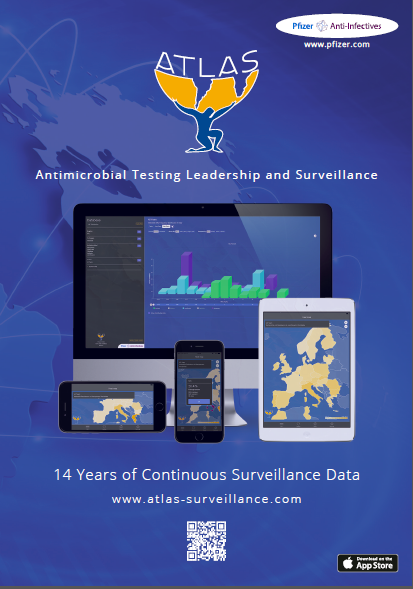 Pfizer Anti-Infectives
www.pfizer.com
ATLAS
Antimicrobial Testing Leadership and Surveillance
14 Years of Continuous Surveillance Data
www.atlas-surveillance.com
Download on the
App Store